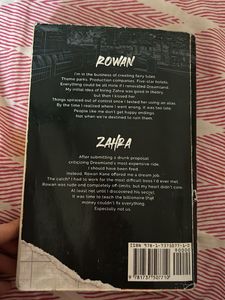 ROWAN
I'm in the business of creating fairy tales.
Theme parks. Production companies. Five-star hotels.
Everything could be all mine if I renovated Dreamland.
My initial idea of hiring Zahra was good in theory,
but then I kissed her.
Things spiraled out of control once I texted her using an alias.
By the time I realized where I went wrong, it was too late.
People like me don't get happy endings.
Not when we're destined to ruin them.
ZAHRA
After submitting a drunk proposal
criticizing Dreamland's most expensive ride,
I should have been fired.
Instead, Rowan Kane offered me a dream job.
The catch? I had to work for the most difficult boss I'd ever met.
Rowan was rude and completely off-limits, but my heart didn't care.
At least not until I discovered his secret.
It was time to teach the billionaire that
money couldn't fix everything.
Especially not us.
90000